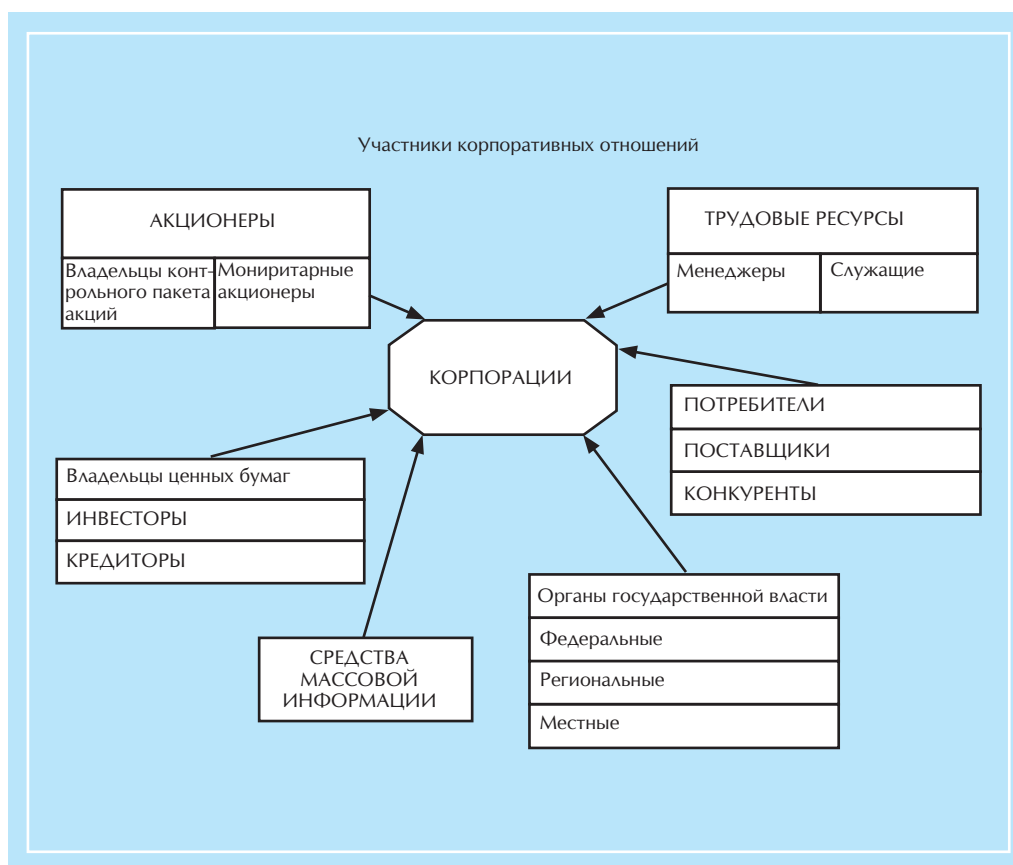 Участники корпоративных отношений
АКЦИОНЕРЫ
Владельцы конт-
рольного пакета
акций
Мониритарные
акционеры
ТРУДОВЫЕ РЕСУРСЫ
Менеджеры
Служащие
КОРПОРАЦИИ
ПОТРЕБИТЕЛИ
ПОСТАВЩИКИ
КОНКУРЕНТЫ
Владельцы ценных бумаг
ИНВЕСТОРЫ
КРЕДИТОРЫ
СРЕДСТВА
МАССОВОЙ
ИНФОРМАЦИИ
Органы государственной власти
Федеральные
Региональные
Местные